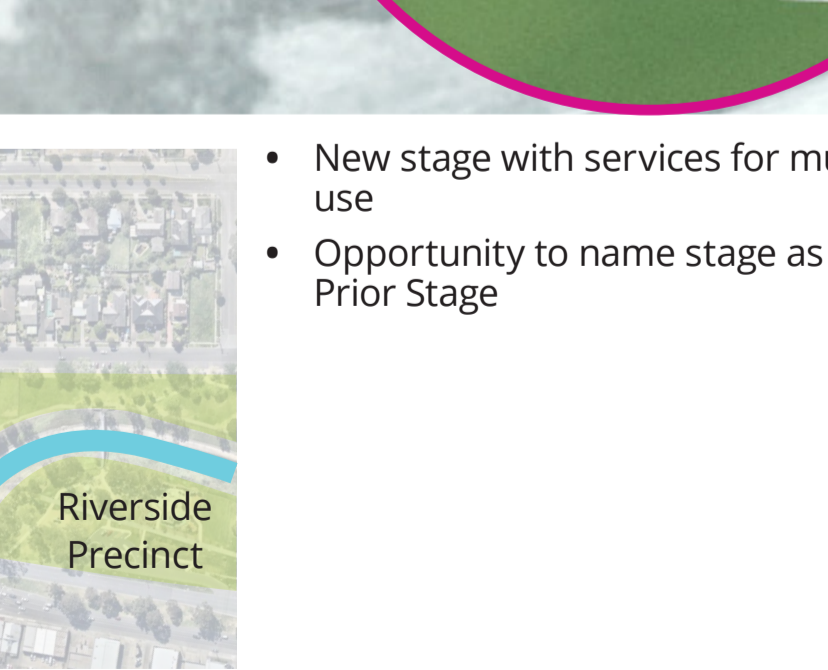 • New stage with services for mu
use
• Opportunity to name stage as
Prior Stage
Riverside
Precinct